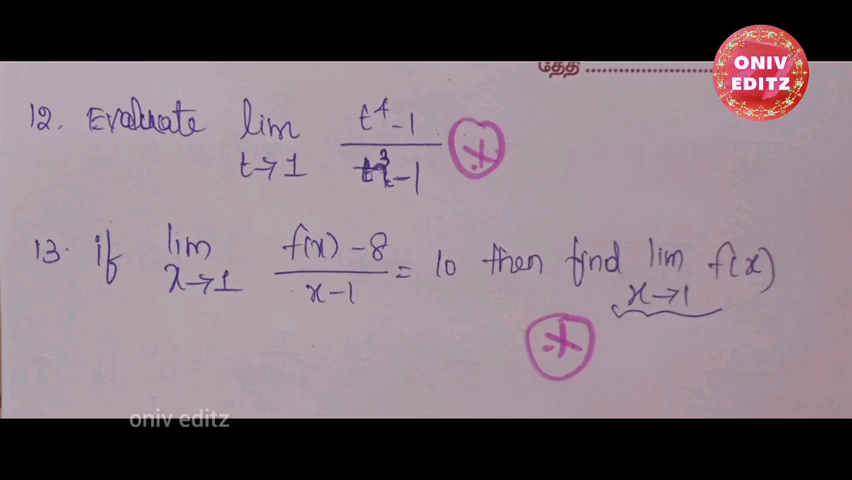 தேதி
ONIV
EDITZ
12. Evaluate lim t→1 t⁴-1 / t³-1
13. if lim x→1 f(x) -8 / x-1 = 10 then find lim x→1 f(x)
oniv editz